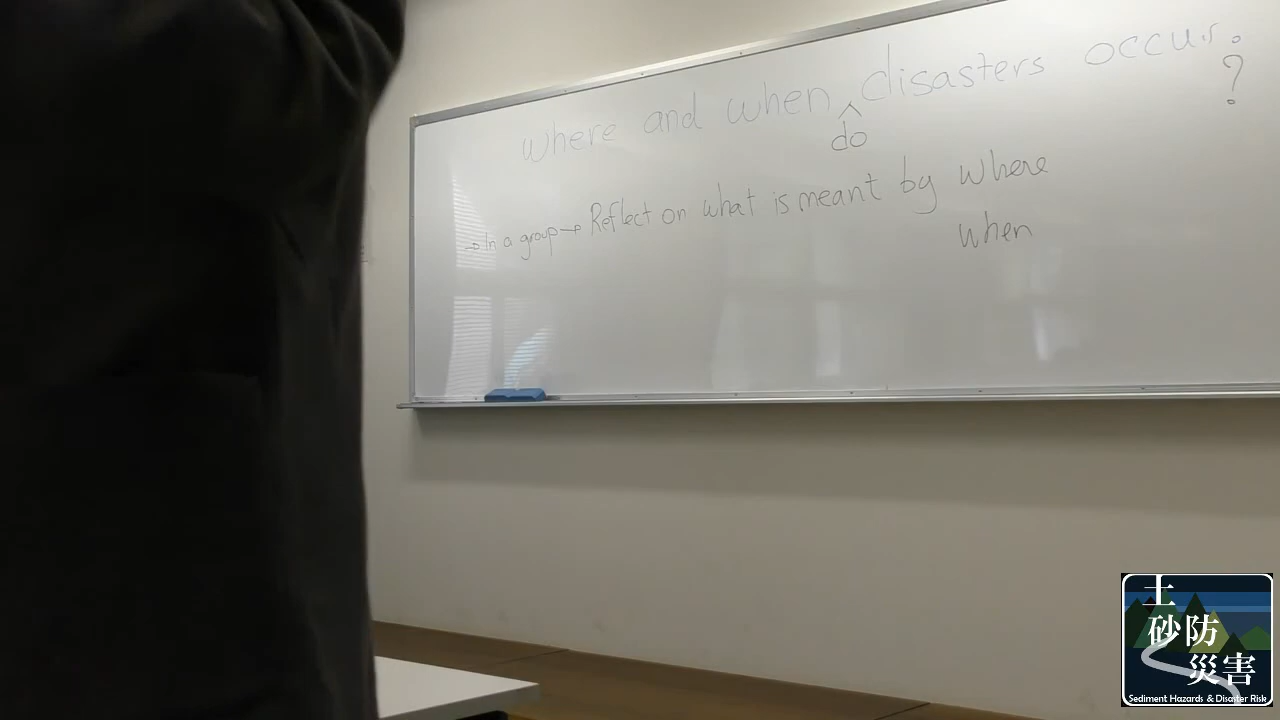 where and when disasters occur.
do
?
→ In a group → Reflect on what is meant by where
when
土
砂防
災害
Sediment Hazards & Disaster Risk